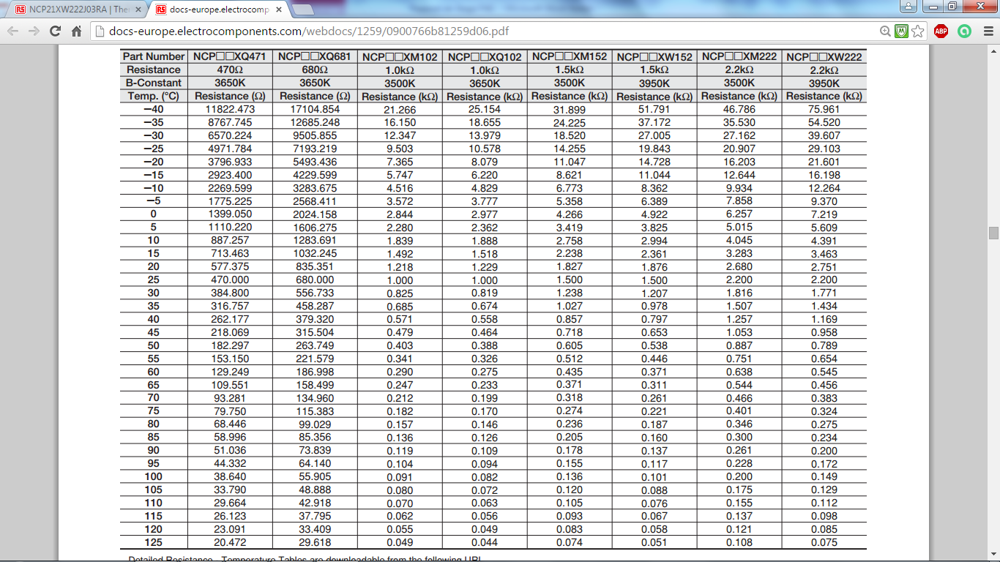 NCP21XW222J03RA | The
docs-europe.electrocomp
docs-europe.electrocomponents.com/webdocs/1259/0900766b81259d06.pdf
ABP
Part Number NCP□□XQ471 NCP□□XQ681 NCP□□XM102 NCP□□XQ102 NCP□□XM152 NCP□□XW152 NCP□□XM222 NCP□□XW222
Resistance 470Ω 680Ω 1.0kΩ 1.0kΩ 1.5kΩ 1.5kΩ 2.2kΩ 2.2kΩ
B-Constant 3650K 3650K 3500K 3650K 3500K 3950K 3500K 3950K
Temp. (°C) Resistance (Ω) Resistance (Ω) Resistance (kΩ) Resistance (kΩ) Resistance (kΩ) Resistance (kΩ) Resistance (kΩ) Resistance (kΩ)
−40 11822.473 17104.854 21.266 25.154 31.899 51.791 46.786 75.961
−35 8767.745 12685.248 16.150 18.655 24.225 37.172 35.530 54.520
−30 6570.224 9505.855 12.347 13.979 18.520 27.005 27.162 39.607
−25 4971.784 7193.219 9.503 10.578 14.255 19.843 20.907 29.103
−20 3796.933 5493.436 7.365 8.079 11.047 14.728 16.203 21.601
−15 2923.400 4229.599 5.747 6.220 8.621 11.044 12.644 16.198
−10 2269.599 3283.675 4.516 4.829 6.773 8.362 9.934 12.264
−5 1775.225 2568.411 3.572 3.777 5.358 6.389 7.858 9.370
0 1399.050 2024.158 2.844 2.977 4.266 4.922 6.257 7.219
5 1110.220 1606.275 2.280 2.362 3.419 3.825 5.015 5.609
10 887.257 1283.691 1.839 1.888 2.758 2.994 4.045 4.391
15 713.463 1032.245 1.492 1.518 2.238 2.361 3.283 3.463
20 577.375 835.351 1.218 1.229 1.827 1.876 2.680 2.751
25 470.000 680.000 1.000 1.000 1.500 1.500 2.200 2.200
30 384.800 556.733 0.825 0.819 1.238 1.207 1.816 1.771
35 316.757 458.287 0.685 0.674 1.027 0.978 1.507 1.434
40 262.177 379.320 0.571 0.558 0.857 0.797 1.257 1.169
45 218.069 315.504 0.479 0.464 0.718 0.653 1.053 0.958
50 182.297 263.749 0.403 0.388 0.605 0.538 0.887 0.789
55 153.150 221.579 0.341 0.326 0.512 0.446 0.751 0.654
60 129.249 186.998 0.290 0.275 0.435 0.371 0.638 0.545
65 109.551 158.499 0.247 0.233 0.371 0.311 0.544 0.456
70 93.281 134.960 0.212 0.199 0.318 0.261 0.466 0.383
75 79.750 115.383 0.182 0.170 0.274 0.221 0.401 0.324
80 68.446 99.029 0.157 0.146 0.236 0.187 0.346 0.275
85 58.996 85.356 0.136 0.126 0.205 0.160 0.300 0.234
90 51.036 73.839 0.119 0.109 0.178 0.137 0.261 0.200
95 44.332 64.140 0.104 0.094 0.155 0.117 0.228 0.172
100 38.640 55.905 0.091 0.082 0.136 0.101 0.200 0.149
105 33.790 48.888 0.080 0.072 0.120 0.088 0.175 0.129
110 29.664 42.918 0.070 0.063 0.105 0.076 0.155 0.112
115 26.123 37.795 0.062 0.056 0.093 0.067 0.137 0.098
120 23.091 33.409 0.055 0.049 0.083 0.058 0.121 0.085
125 20.472 29.618 0.049 0.044 0.074 0.051 0.108 0.075
Detailed Resistance - Temperature Tables are downloadable from the following URL